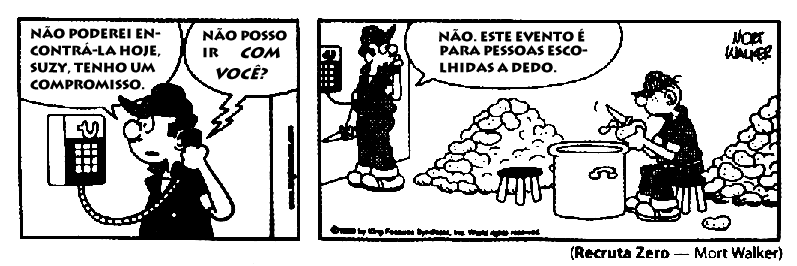 NÃO PODEREI EN-
CONTRÁ-LA HOJE,
SUZY, TENHO UM
COMPROMISSO.
NÃO POSSO
IR COM
VOCÊ?
NÃO. ESTE EVENTO É
PARA PESSOAS ESCO-
LHIDAS A DEDO.
MORT
WALKER
by King Features Syndicate, Inc. World rights reserved.
(Recruta Zero — Mort Walker)